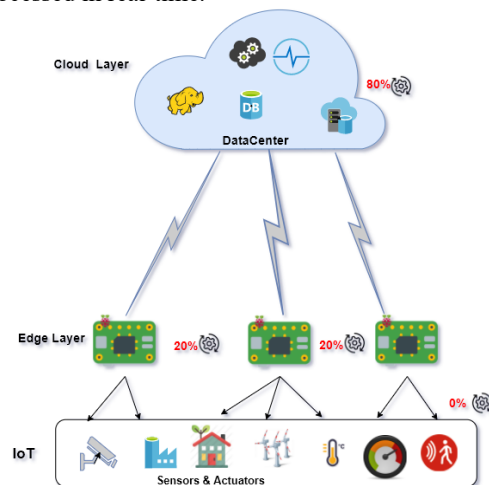 Cloud Layer
80%
DB
DataCenter
Edge Layer
20%
20%
0%
IoT
Sensors & Actuators